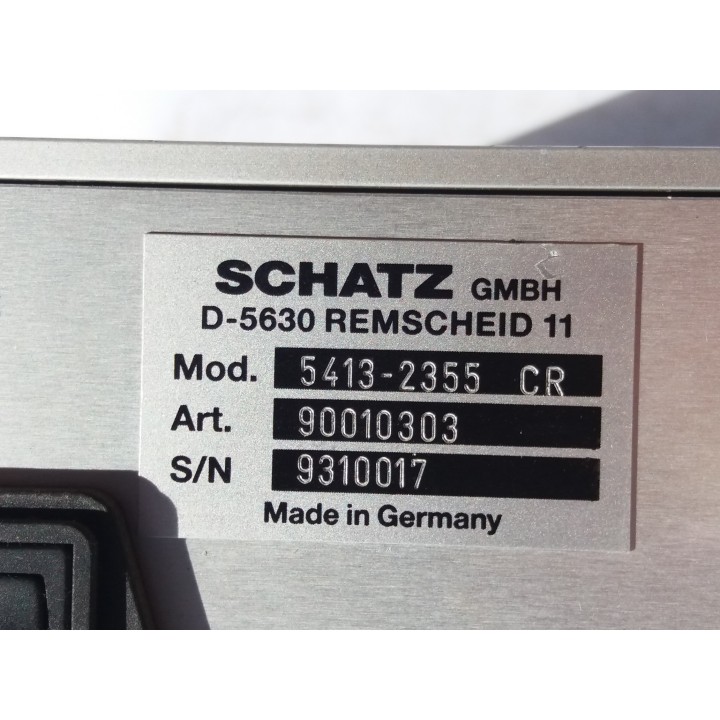 SCHATZ GMBH
D-5630 REMSCHEID 11
Mod. 5413-2355 CR
Art. 90010303
S/N 9310017
Made in Germany